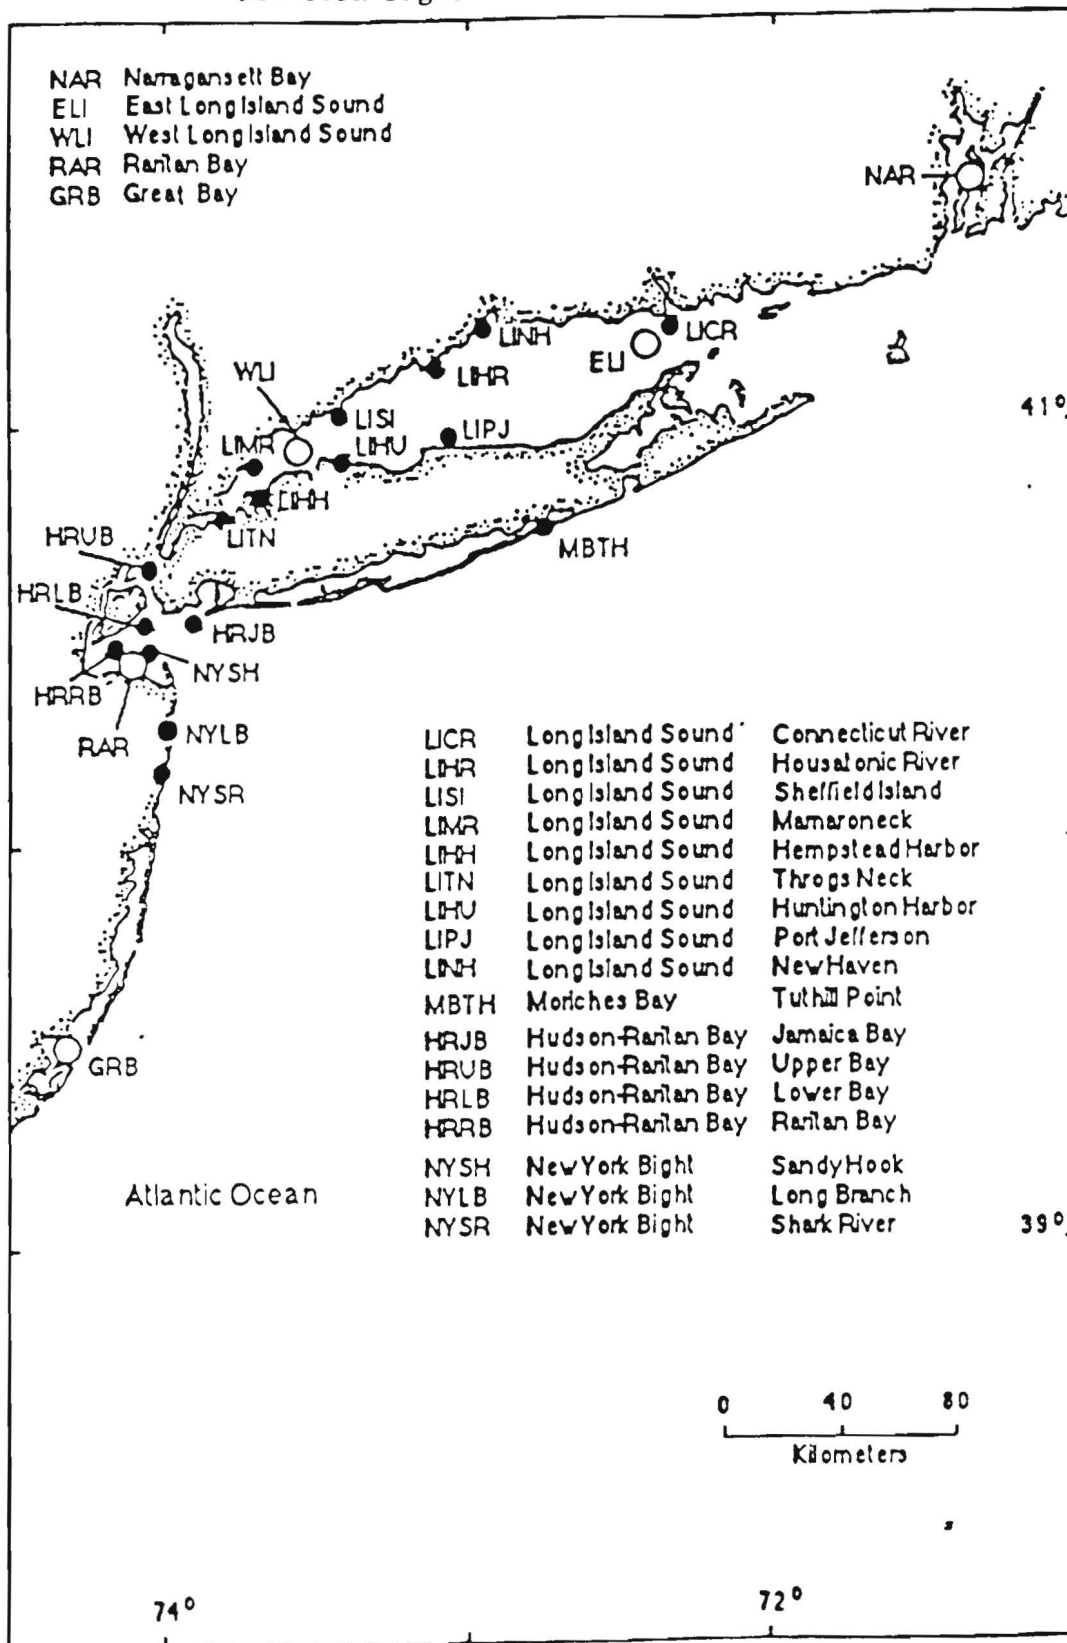 NAR Narragansett Bay
ELI East Long Island Sound
WLI West Long Island Sound
RAR Raritan Bay
GRB Great Bay
NAR
LICR
LINH
ELI
WLI
LIHR
41°
LISI
LIPJ
LIMR
LIHU
LIHH
LITN
HRUB
MBTH
HRLB
HRJB
NYSH
HRRB
RAR
NYLB
NYSR
LICR Long Island Sound Connecticut River
LIHR Long Island Sound Housatonic River
LISI Long Island Sound Sheffield Island
LIMR Long Island Sound Mamaroneck
LIHH Long Island Sound Hempstead Harbor
LITN Long Island Sound Throgs Neck
LIHU Long Island Sound Huntington Harbor
LIPJ Long Island Sound Port Jefferson
LINH Long Island Sound New Haven
MBTH Moriches Bay Tuthill Point
HRJB Hudson-Raritan Bay Jamaica Bay
HRUB Hudson-Raritan Bay Upper Bay
HRLB Hudson-Raritan Bay Lower Bay
HRRB Hudson-Raritan Bay Raritan Bay
NYSH New York Bight Sandy Hook
NYLB New York Bight Long Branch
NYSR New York Bight Shark River
GRB
Atlantic Ocean
39°
0 40 80
Kilometers
74° 72°